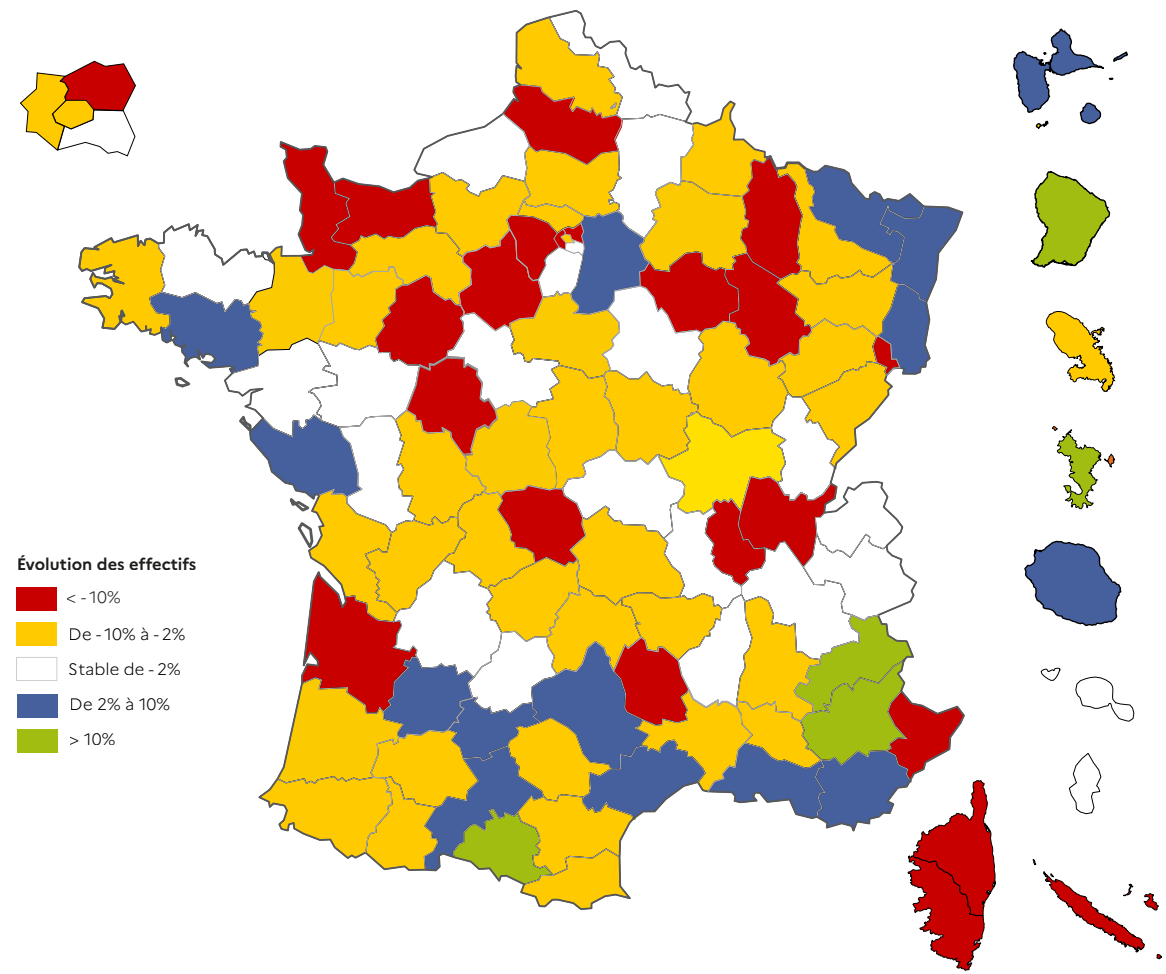 Évolution des effectifs
< - 10%
De - 10% à - 2%
Stable de - 2%
De 2% à 10%
> 10%